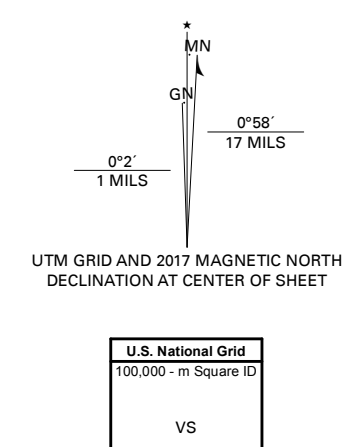 ★
MN
GN
0°58´
17 MILS
0°2´
1 MILS
UTM GRID AND 2017 MAGNETIC NORTH
DECLINATION AT CENTER OF SHEET
U.S. National Grid
100,000 - m Square ID
VS